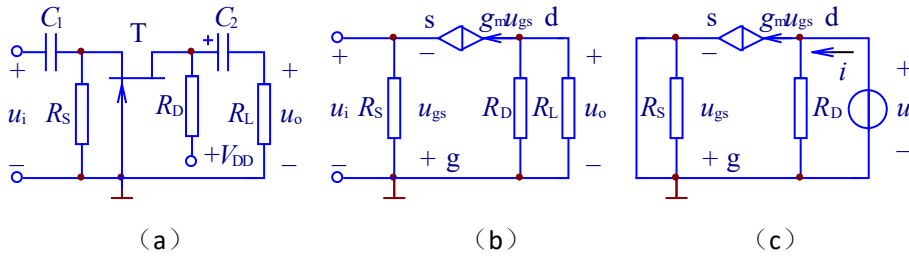 C1 T C2
+ + +
ui RS RD RL uo
− +VDD −
(a)
s gmugs d
+ − +
ui RS ugs RD RL uo
− + g −
(b)
s gmugs d
− i +
RS ugs RD u
+ g −
(c)